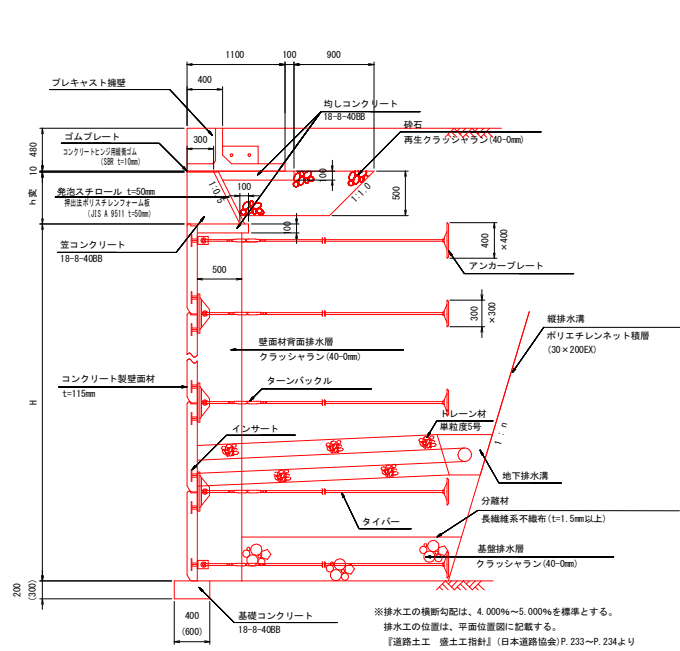 1100
100
900
プレキャスト擁壁
400
均しコンクリート
18-8-40BB
砕石
再生クラッシャラン(40-0mm)
480
ゴムプレート
コンクリートヒンジ用緩衝ゴム
(SBR t=10mm)
300
10
100
500
1:0.5
1:1.0
発泡スチロール t=50mm
押出法ポリスチレンフォーム板
(JIS A 9511 t=50mm)
100
h変
100
笠コンクリート
18-8-40BB
400
×400
アンカープレート
500
300
×300
縦排水溝
ポリエチレンネット積層
(30×200EX)
壁面材背面排水層
クラッシャラン(40-0mm)
H
コンクリート製壁面材
t=115mm
ターンバックル
ドレーン材
単粒度5号
1:n
インサート
地下排水溝
分離材
長繊維系不織布(t=1.5mm以上)
タイバー
基盤排水層
クラッシャラン(40-0mm)
200
(300)
基礎コンクリート
18-8-40BB
400
(600)
※排水工の横断勾配は、4.000%～5.000%を標準とする。
排水工の位置は、平面位置図に記載する。
『道路土工 盛土工指針』(日本道路協会)P.233～P.234より